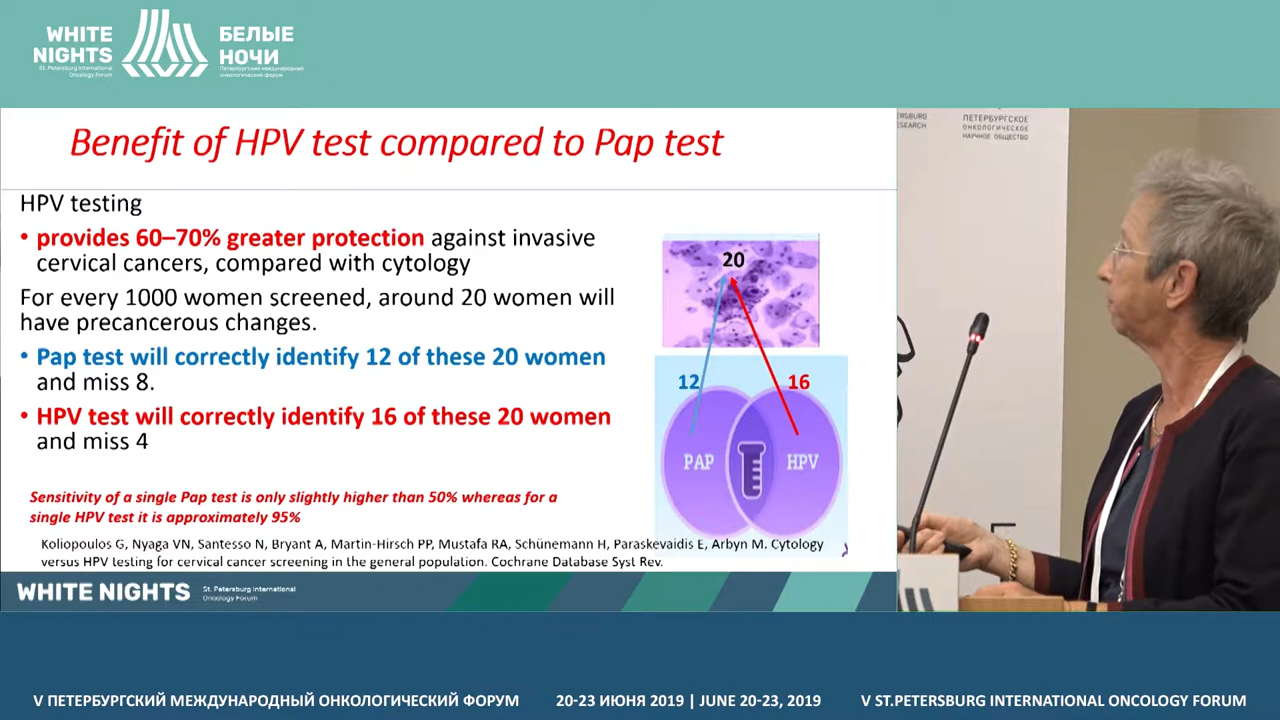 WHITE
NIGHTS
St. Petersburg International
Oncology Forum
БЕЛЫЕ
НОЧИ
Петербургский международный
онкологический форум
Benefit of HPV test compared to Pap test
HPV testing
• provides 60–70% greater protection against invasive
cervical cancers, compared with cytology
For every 1000 women screened, around 20 women will
have precancerous changes.
• Pap test will correctly identify 12 of these 20 women
and miss 8.
• HPV test will correctly identify 16 of these 20 women
and miss 4
Sensitivity of a single Pap test is only slightly higher than 50% whereas for a
single HPV test it is approximately 95%
Koliopoulos G, Nyaga VN, Santesso N, Bryant A, Martin-Hirsch PP, Mustafa RA, Schünemann H, Paraskevaidis E, Arbyn M. Cytology
versus HPV testing for cervical cancer screening in the general population. Cochrane Database Syst Rev.
20
12
16
PAP
HPV
WHITE NIGHTS
St. Petersburg International
Oncology Forum
ERSBURG
ESEARCH
ПЕТЕРБУРГСКОЕ
ОНКОЛОГИЧЕСКОЕ
НАУЧНОЕ ОБЩЕСТВО
V ПЕТЕРБУРГСКИЙ МЕЖДУНАРОДНЫЙ ОНКОЛОГИЧЕСКИЙ ФОРУМ
20-23 ИЮНЯ 2019 | JUNE 20-23, 2019
V ST.PETERSBURG INTERNATIONAL ONCOLOGY FORUM